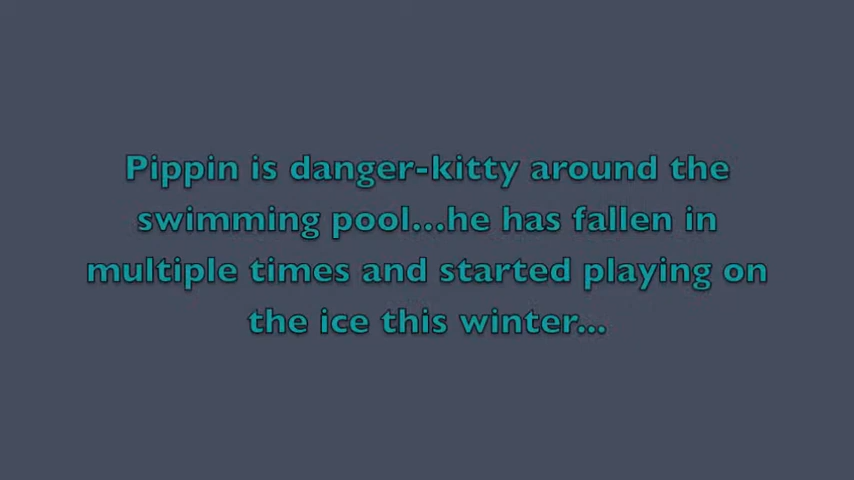 Pippin is danger-kitty around the
swimming pool...he has fallen in
multiple times and started playing on
the ice this winter...